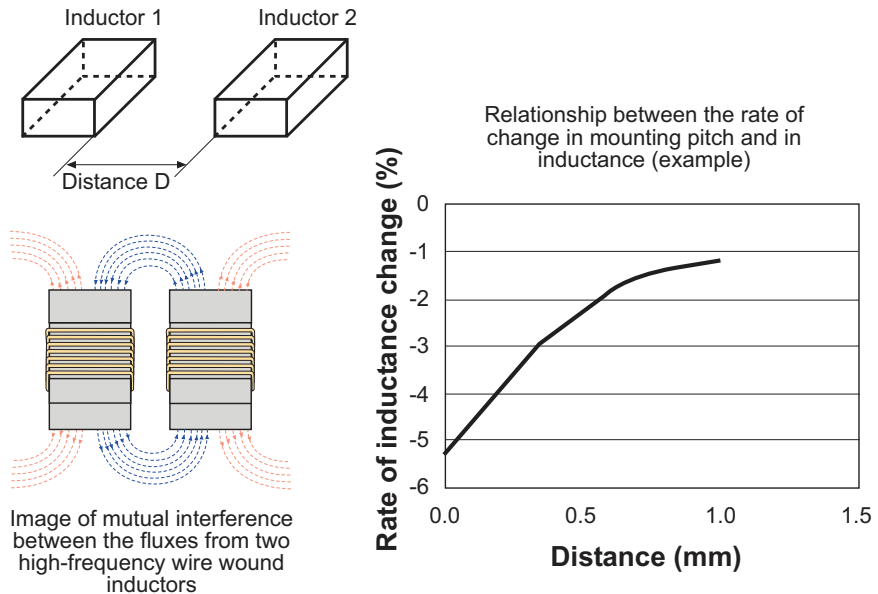 Inductor 1
Inductor 2
Distance D
Image of mutual interference
between the fluxes from two
high-frequency wire wound
inductors
Relationship between the rate of
change in mounting pitch and in
inductance (example)
Rate of inductance change (%)
0
-1
-2
-3
-4
-5
-6
0.0
0.5
1.0
1.5
Distance (mm)